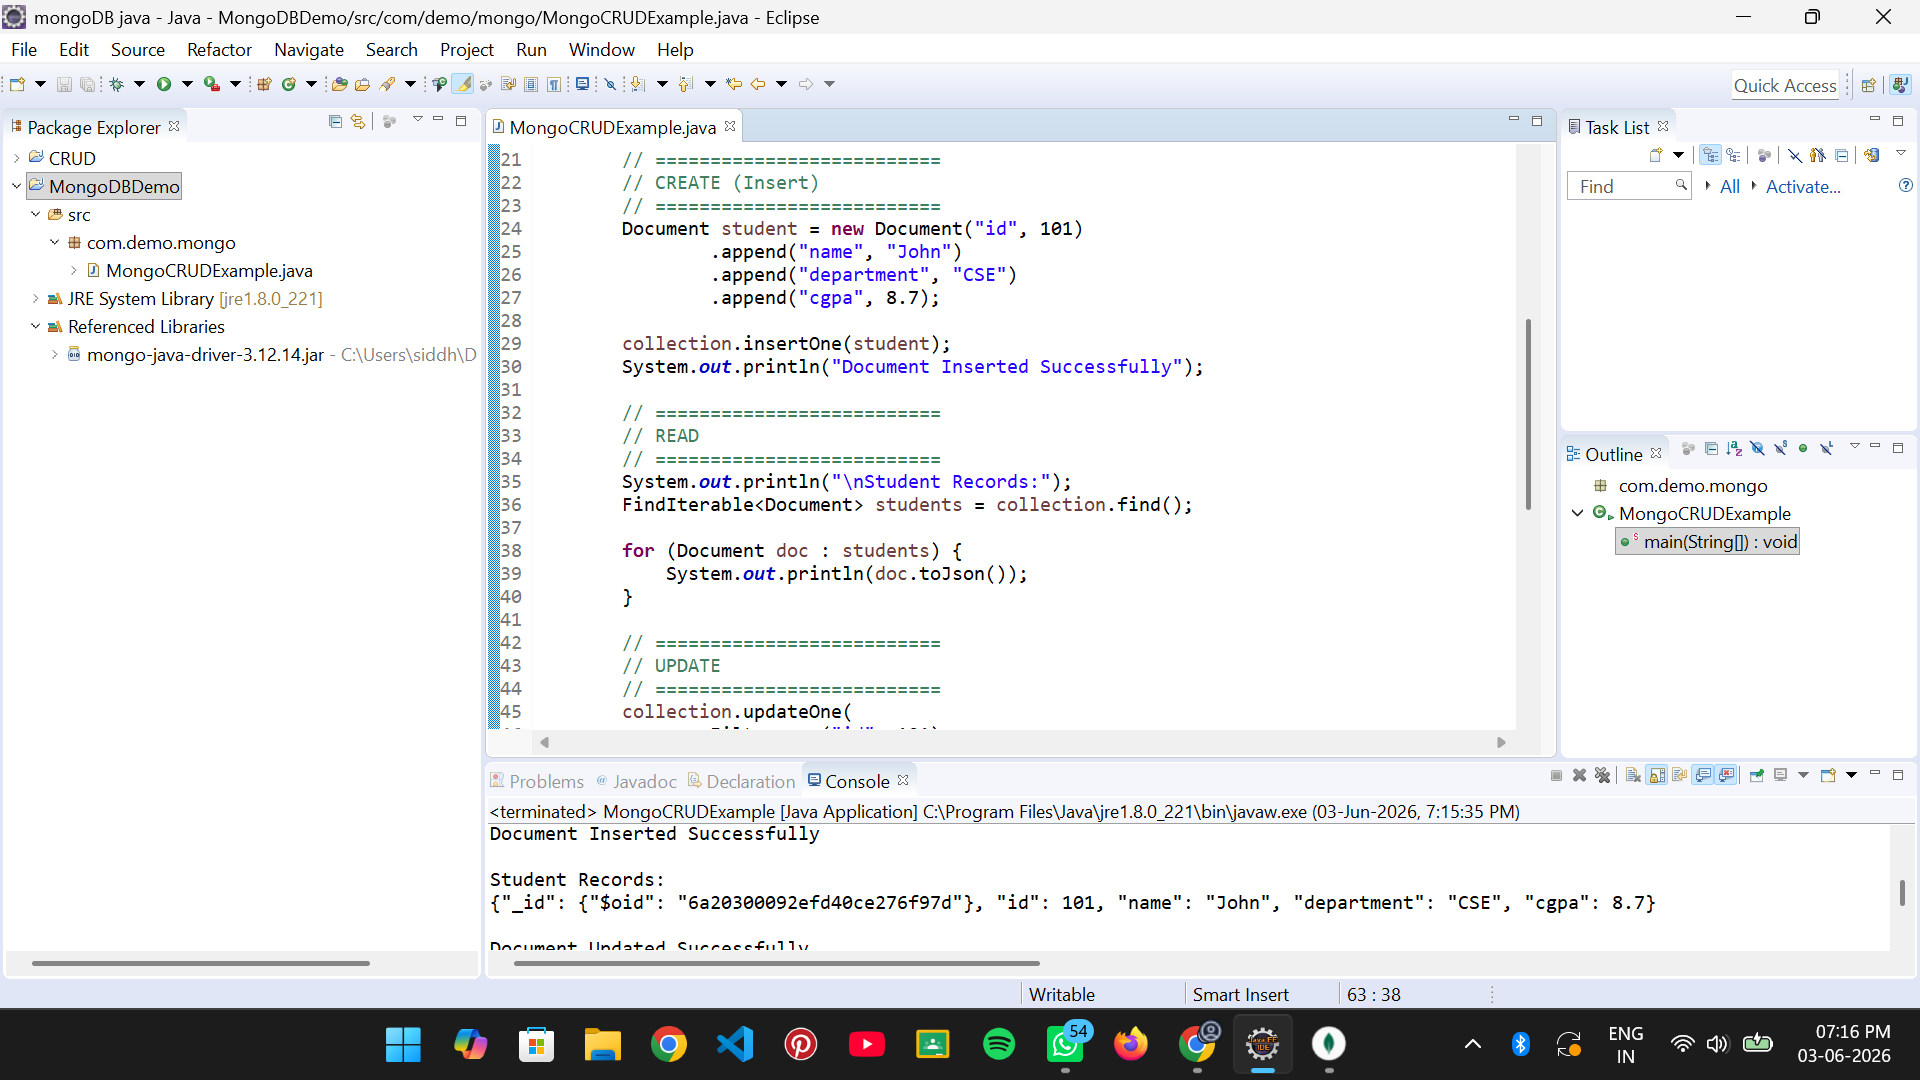 mongoDB java - Java - MongoDBDemo/src/com/demo/mongo/MongoCRUDExample.java - Eclipse
File Edit Source Refactor Navigate Search Project Run Window Help
Quick Access
Package Explorer
CRUD
MongoDBDemo
src
com.demo.mongo
MongoCRUDExample.java
JRE System Library [jre1.8.0_221]
Referenced Libraries
mongo-java-driver-3.12.14.jar - C:\Users\siddh\D
MongoCRUDExample.java
21 // ==========================
22 // CREATE (Insert)
23 // ==========================
24 Document student = new Document("id", 101)
25 .append("name", "John")
26 .append("department", "CSE")
27 .append("cgpa", 8.7);
28
29 collection.insertOne(student);
30 System.out.println("Document Inserted Successfully");
31
32 // ==========================
33 // READ
34 // ==========================
35 System.out.println("\nStudent Records:");
36 FindIterable<Document> students = collection.find();
37
38 for (Document doc : students) {
39 System.out.println(doc.toJson());
40 }
41
42 // ==========================
43 // UPDATE
44 // ==========================
45 collection.updateOne(
Task List
Find
All
Activate...
Outline
com.demo.mongo
MongoCRUDExample
main(String[]) : void
Problems Javadoc Declaration Console
<terminated> MongoCRUDExample [Java Application] C:\Program Files\Java\jre1.8.0_221\bin\javaw.exe (03-Jun-2026, 7:15:35 PM)
Document Inserted Successfully
Student Records:
{"_id": {"$oid": "6a20300092efd40ce276f97d"}, "id": 101, "name": "John", "department": "CSE", "cgpa": 8.7}
Document Updated Successfully
Writable Smart Insert 63 : 38
54
Java EE
IDE
ENG
IN
07:16 PM
03-06-2026